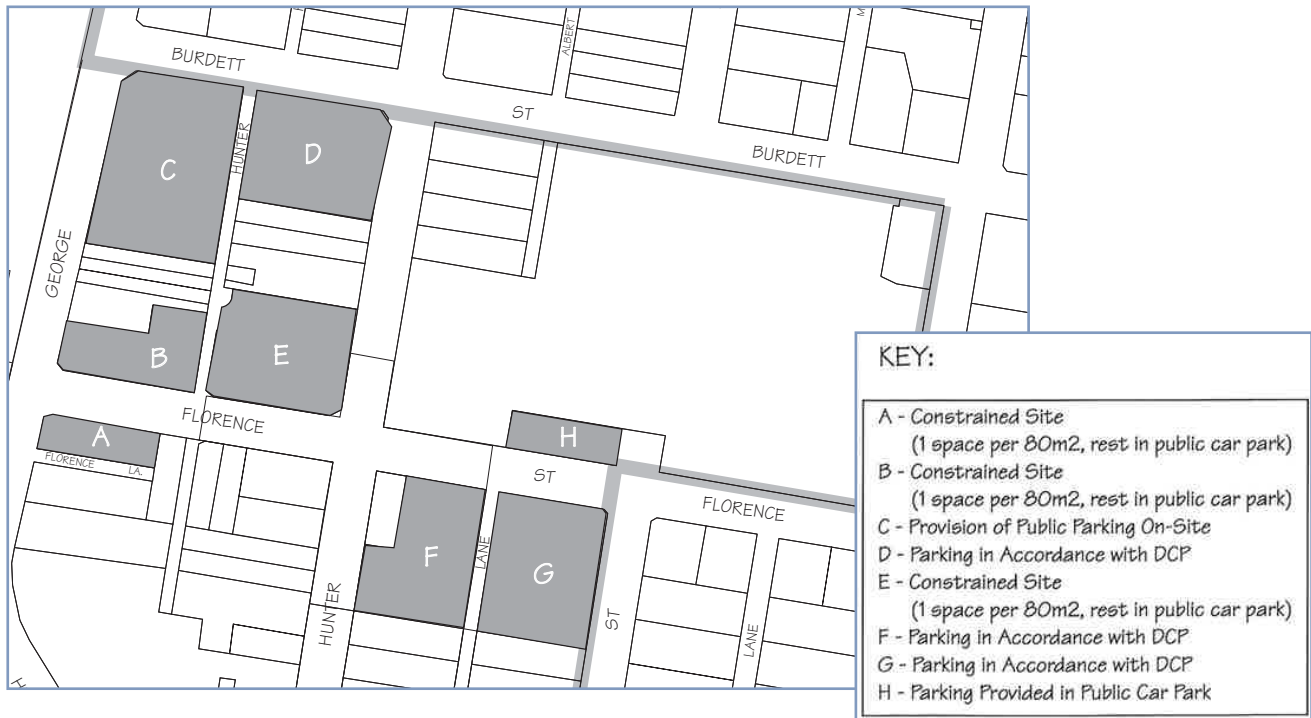 BURDETT
ALBERT
M
ST
BURDETT
C
HUNTER
D
GEORGE
B
E
FLORENCE
A
FLORENCE LA.
H
ST
FLORENCE
F
LANE
G
HUNTER
ST
LANE
H
KEY:
A - Constrained Site
(1 space per 80m2, rest in public car park)
B - Constrained Site
(1 space per 80m2, rest in public car park)
C - Provision of Public Parking On-Site
D - Parking in Accordance with DCP
E - Constrained Site
(1 space per 80m2, rest in public car park)
F - Parking in Accordance with DCP
G - Parking in Accordance with DCP
H - Parking Provided in Public Car Park